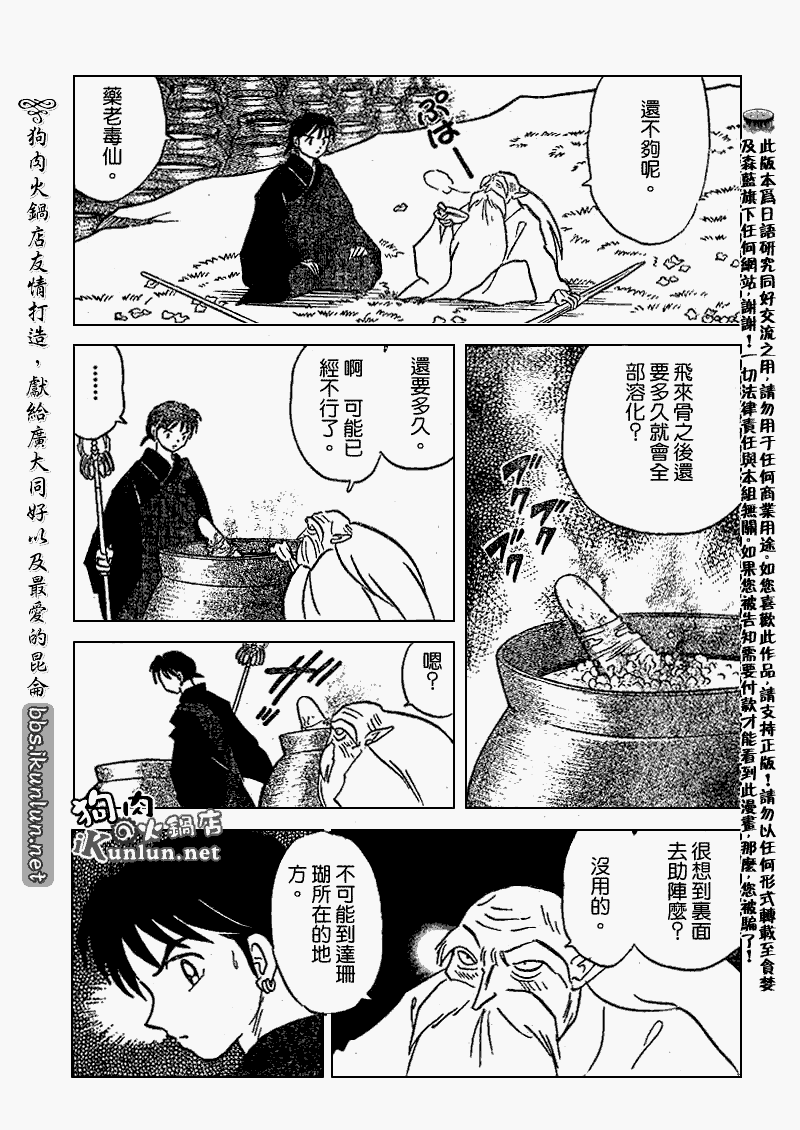 還不夠呢。
ぷはー
藥老毒仙。
飛來骨之後還
要多久就會全
部溶化？
還要多久。
啊 可能已
經不行了。
……
嗯？
很想到裏面
去助陣麼？
沒用的。
不可能到達珊
瑚所在的地
方。
此版本爲日語研究同好交流之用，請勿用于任何商業用途。如您喜歡此作品，請支持正版！請勿以任何形式轉載至貪婪
及森藍旗下任何網站，謝謝！一切法律責任與本組無關。如果您被告知需要付款才能看到此漫畫，那麼，您被騙了！
狗肉火鍋店友情打造，獻給廣大同好以及最愛的昆侖
bbs.ikunlun.net
狗肉火鍋店
iKunlun.net